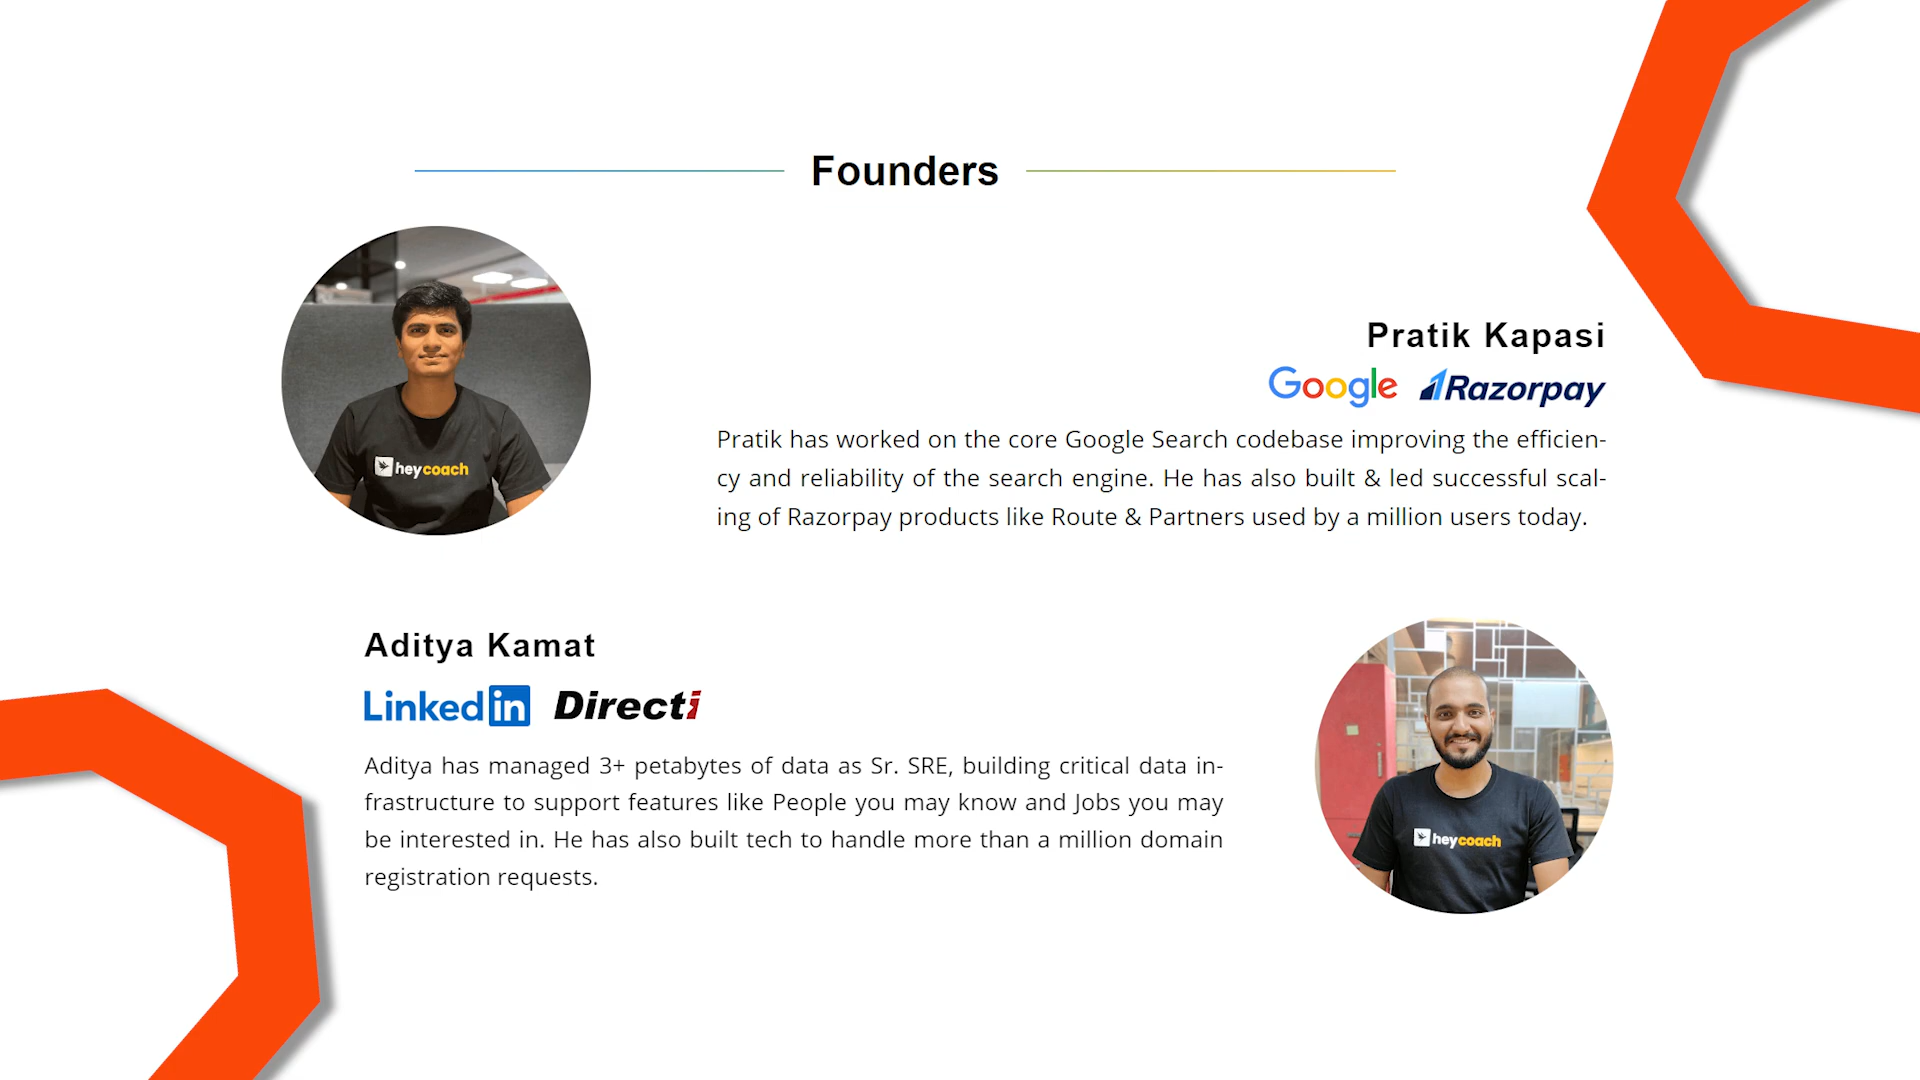 Founders
heycoach
Pratik Kapasi
Google Razorpay
Pratik has worked on the core Google Search codebase improving the efficien-
cy and reliability of the search engine. He has also built & led successful scal-
ing of Razorpay products like Route & Partners used by a million users today.
Aditya Kamat
Linkedin Directi
Aditya has managed 3+ petabytes of data as Sr. SRE, building critical data in-
frastructure to support features like People you may know and Jobs you may
be interested in. He has also built tech to handle more than a million domain
registration requests.
heycoach